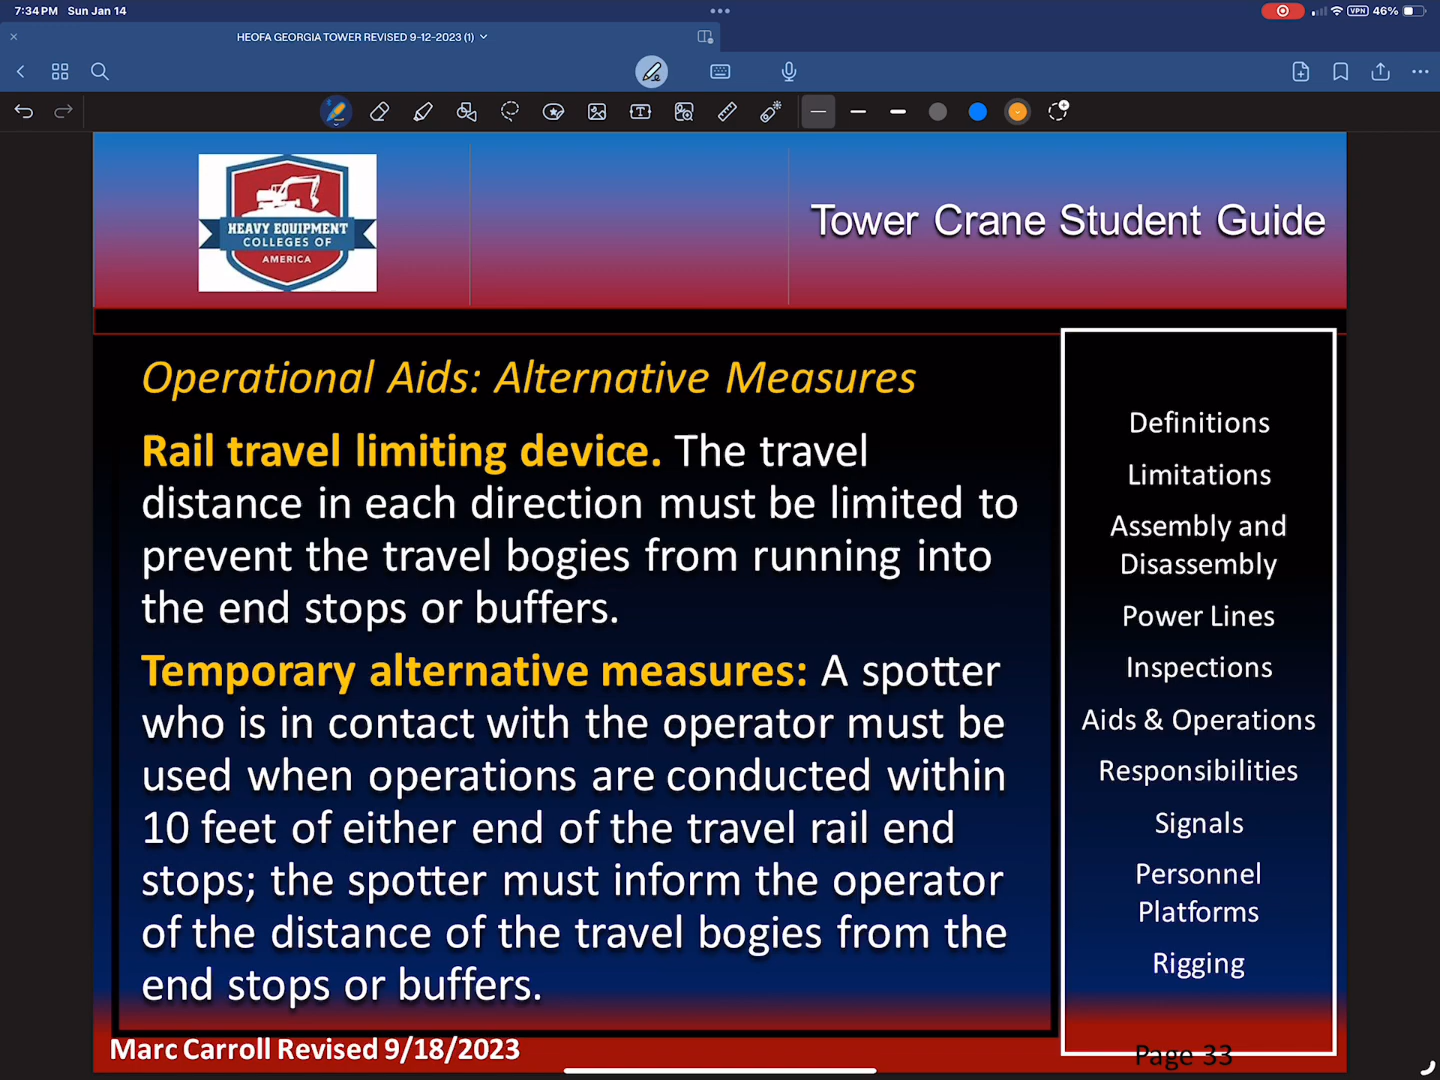 7:34 PM Sun Jan 14
VPN 46%
HEOFA GEORGIA TOWER REVISED 9-12-2023 (1)
HEAVY EQUIPMENT
COLLEGES OF
AMERICA
Tower Crane Student Guide
Operational Aids: Alternative Measures
Rail travel limiting device. The travel
distance in each direction must be limited to
prevent the travel bogies from running into
the end stops or buffers.
Temporary alternative measures: A spotter
who is in contact with the operator must be
used when operations are conducted within
10 feet of either end of the travel rail end
stops; the spotter must inform the operator
of the distance of the travel bogies from the
end stops or buffers.
Definitions
Limitations
Assembly and
Disassembly
Power Lines
Inspections
Aids & Operations
Responsibilities
Signals
Personnel
Platforms
Rigging
Marc Carroll Revised 9/18/2023
Page 33